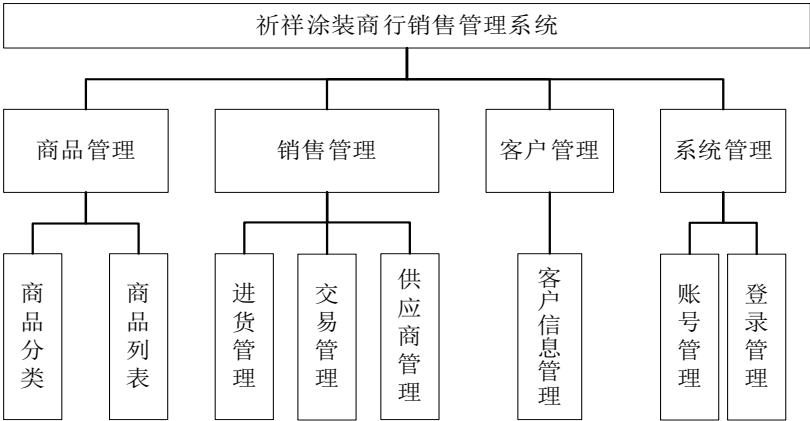 祈祥涂装商行销售管理系统
商品管理
销售管理
客户管理
系统管理
商品分类
商品列表
进货管理
交易管理
供应商管理
客户信息管理
账号管理
登录管理